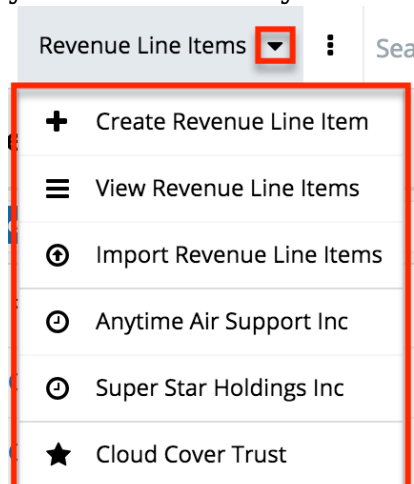 Revenue Line Items
Sea
Create Revenue Line Item
View Revenue Line Items
Import Revenue Line Items
Anytime Air Support Inc
Super Star Holdings Inc
Cloud Cover Trust